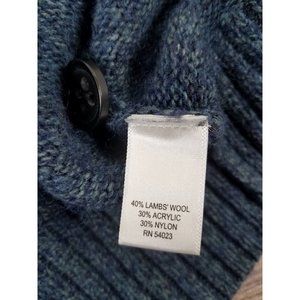 40% LAMBS' WOOL
30% ACRYLIC
30% NYLON
RN 54023